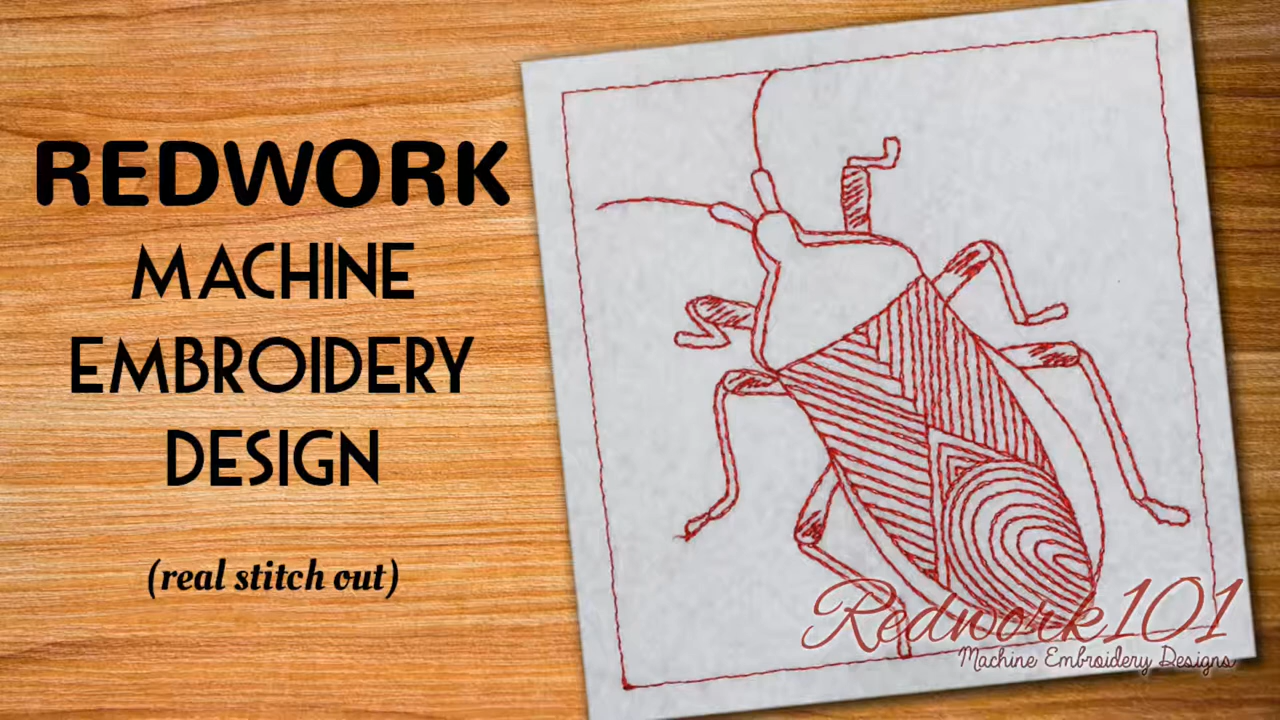 REDWORK
MACHINE
EMBROIDERY
DESIGN
(real stitch out)
Redwork101
Machine Embroidery Designs